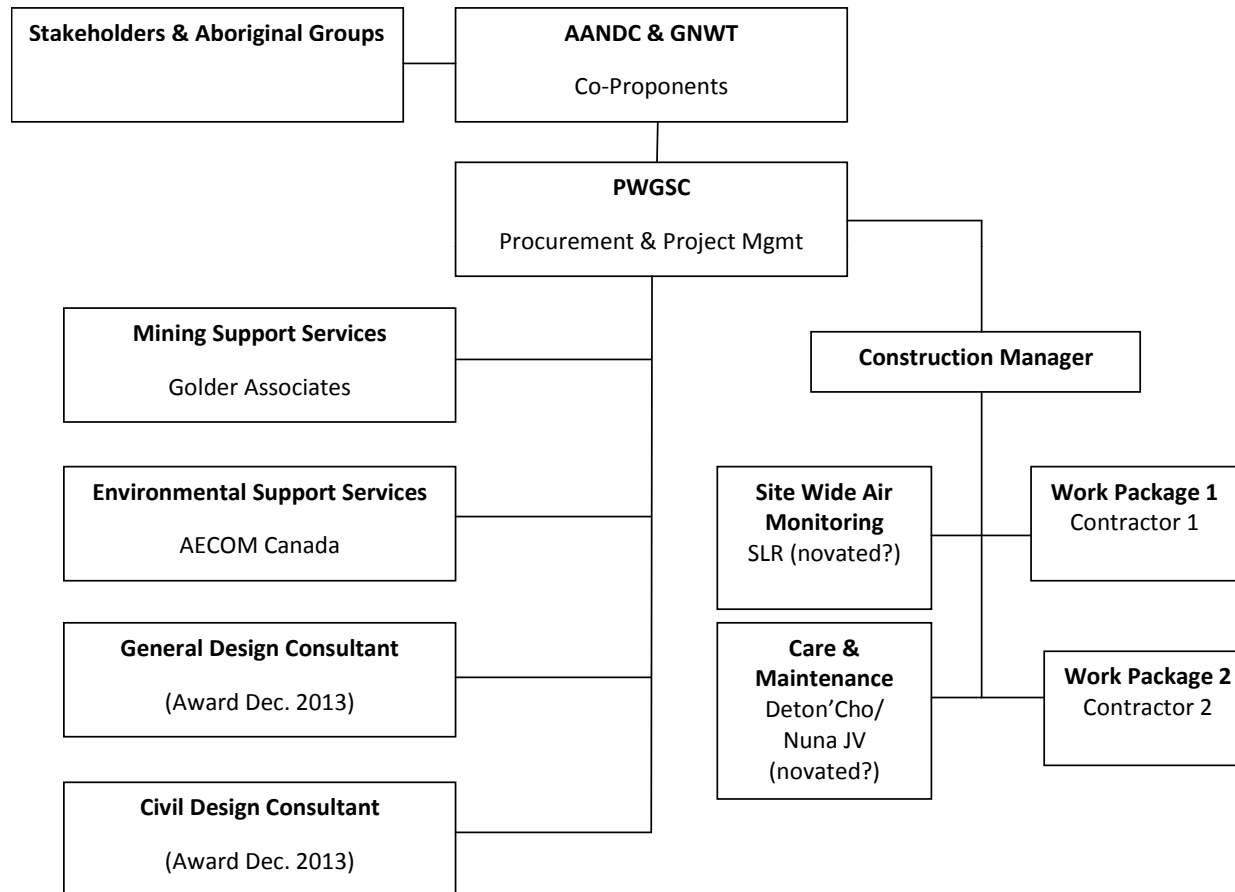 Stakeholders & Aboriginal Groups
AANDC & GNWT
Co-Proponents
PWGSC
Procurement & Project Mgmt
Mining Support Services
Golder Associates
Environmental Support Services
AECOM Canada
General Design Consultant
(Award Dec. 2013)
Civil Design Consultant
(Award Dec. 2013)
Construction Manager
Site Wide Air
Monitoring
SLR (novated?)
Work Package 1
Contractor 1
Care &
Maintenance
Deton’Cho/
Nuna JV
(novated?)
Work Package 2
Contractor 2